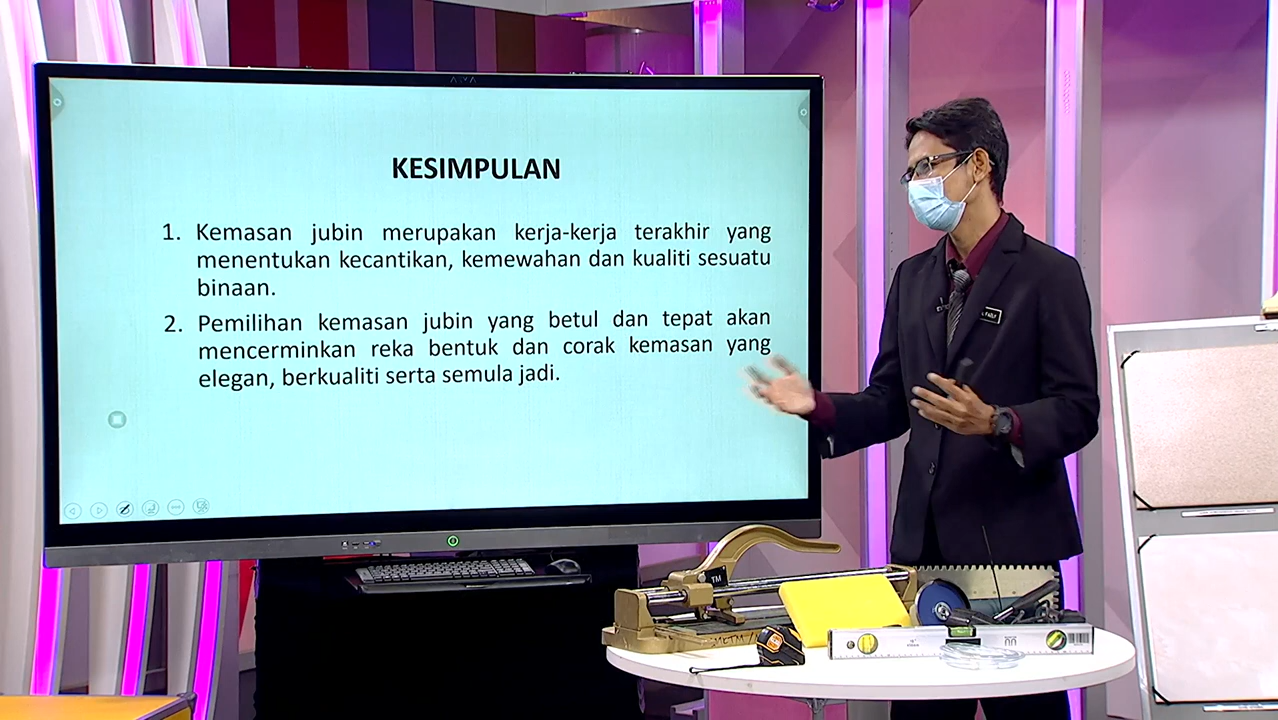 KESIMPULAN
1. Kemasan jubin merupakan kerja-kerja terakhir yang
menentukan kecantikan, kemewahan dan kualiti sesuatu
binaan.
2. Pemilihan kemasan jubin yang betul dan tepat akan
mencerminkan reka bentuk dan corak kemasan yang
elegan, berkualiti serta semula jadi.
TM